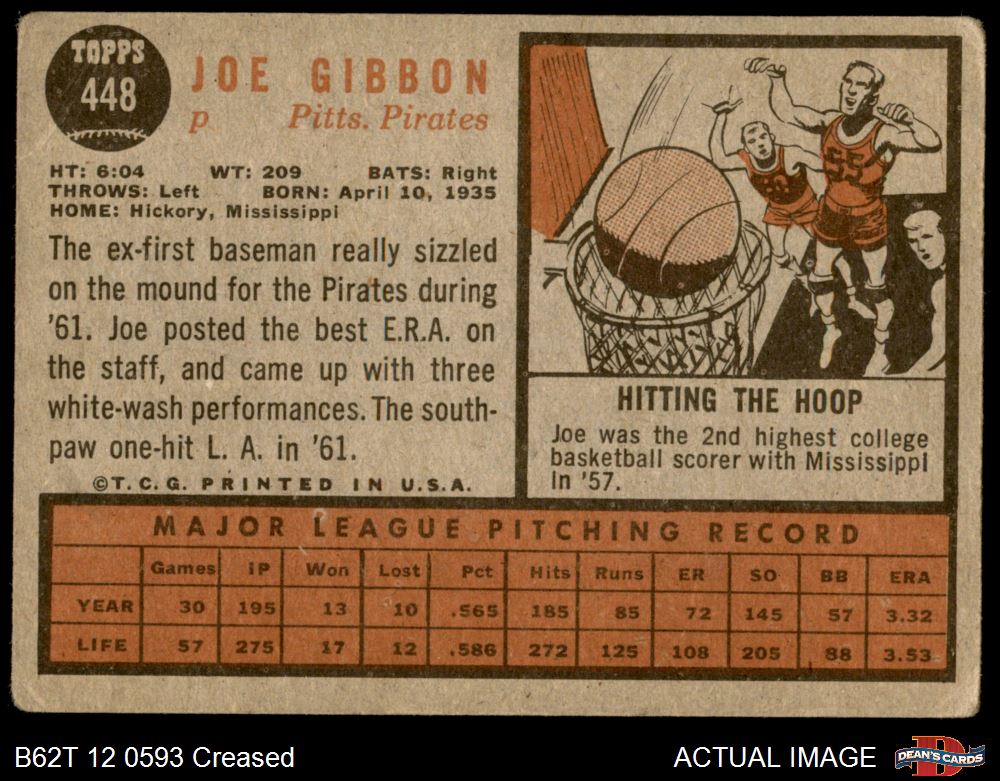 TOPPS
448
JOE GIBBON
p Pitts. Pirates
HT: 6:04 WT: 209 BATS: Right
THROWS: Left BORN: April 10, 1935
HOME: Hickory, Mississippi
The ex-first baseman really sizzled
on the mound for the Pirates during
'61. Joe posted the best E.R.A. on
the staff, and came up with three
white-wash performances. The south-
paw one-hit L. A. in '61.
©T.C.G. PRINTED IN U.S.A.
55
HITTING THE HOOP
Joe was the 2nd highest college
basketball scorer with Mississippi
in '57.
MAJOR LEAGUE PITCHING RECORD
Games IP Won Lost Pct Hits Runs ER SO BB ERA
YEAR 30 195 13 10 .565 185 85 72 145 57 3.32
LIFE 57 275 17 12 .586 272 125 108 205 88 3.53
B62T 12 0593 Creased
ACTUAL IMAGE
D
DEAN'S CARDS